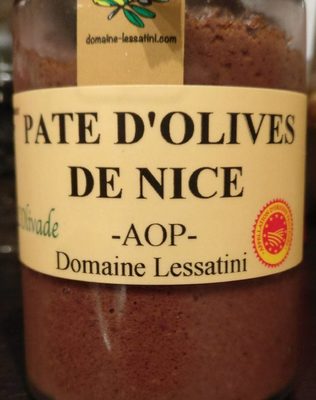 domaine-lessatini.com
PATE D'OLIVES
DE NICE
Olivade
-AOP-
Domaine Lessatini